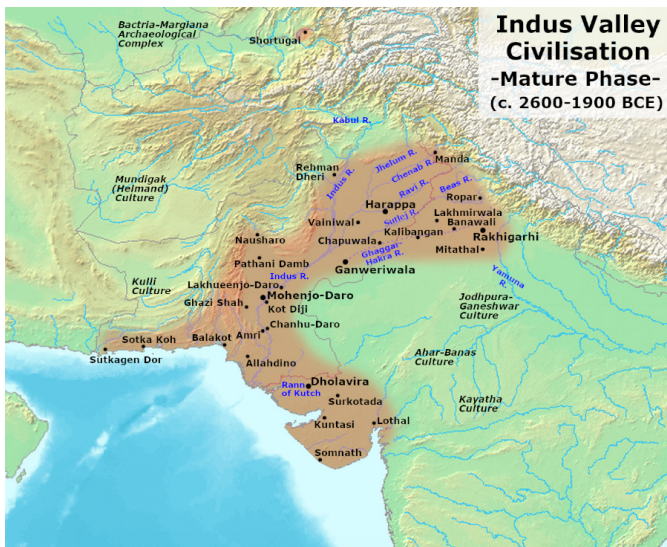 Indus Valley
Civilisation
-Mature Phase-
(c. 2600-1900 BCE)
Bactria-Margiana
Archaeological
Complex
Shortugai
Kabul R.
Mundigak
(Helmand)
Culture
Rehman
Dheri
Indus R.
Jhelum R.
Manda
Chenab R.
Ravi R.
Beas R.
Ropar
Harappa
Sutlej R.
Lakhmirwala
Vainiwal
Kalibangan
Banawali
Rakhigarhi
Nausharo
Chapuwala
Mitathal
Ghaggar-
Hakra R.
Pathani Damb
Ganweriwala
Kulli
Culture
Indus R.
Yamuna
R.
Lakhueenjo-Daro
Mohenjo-Daro
Ghazi Shah
Kot Diji
Jodhpura-
Ganeshwar
Culture
Chanhu-Daro
Amri
Sotka Koh
Balakot
Sutkagen Dor
Allahdino
Ahar-Banas
Culture
Dholavira
Rann
of Kutch
Surkotada
Kayatha
Culture
Kuntasi
Lothal
Somnath